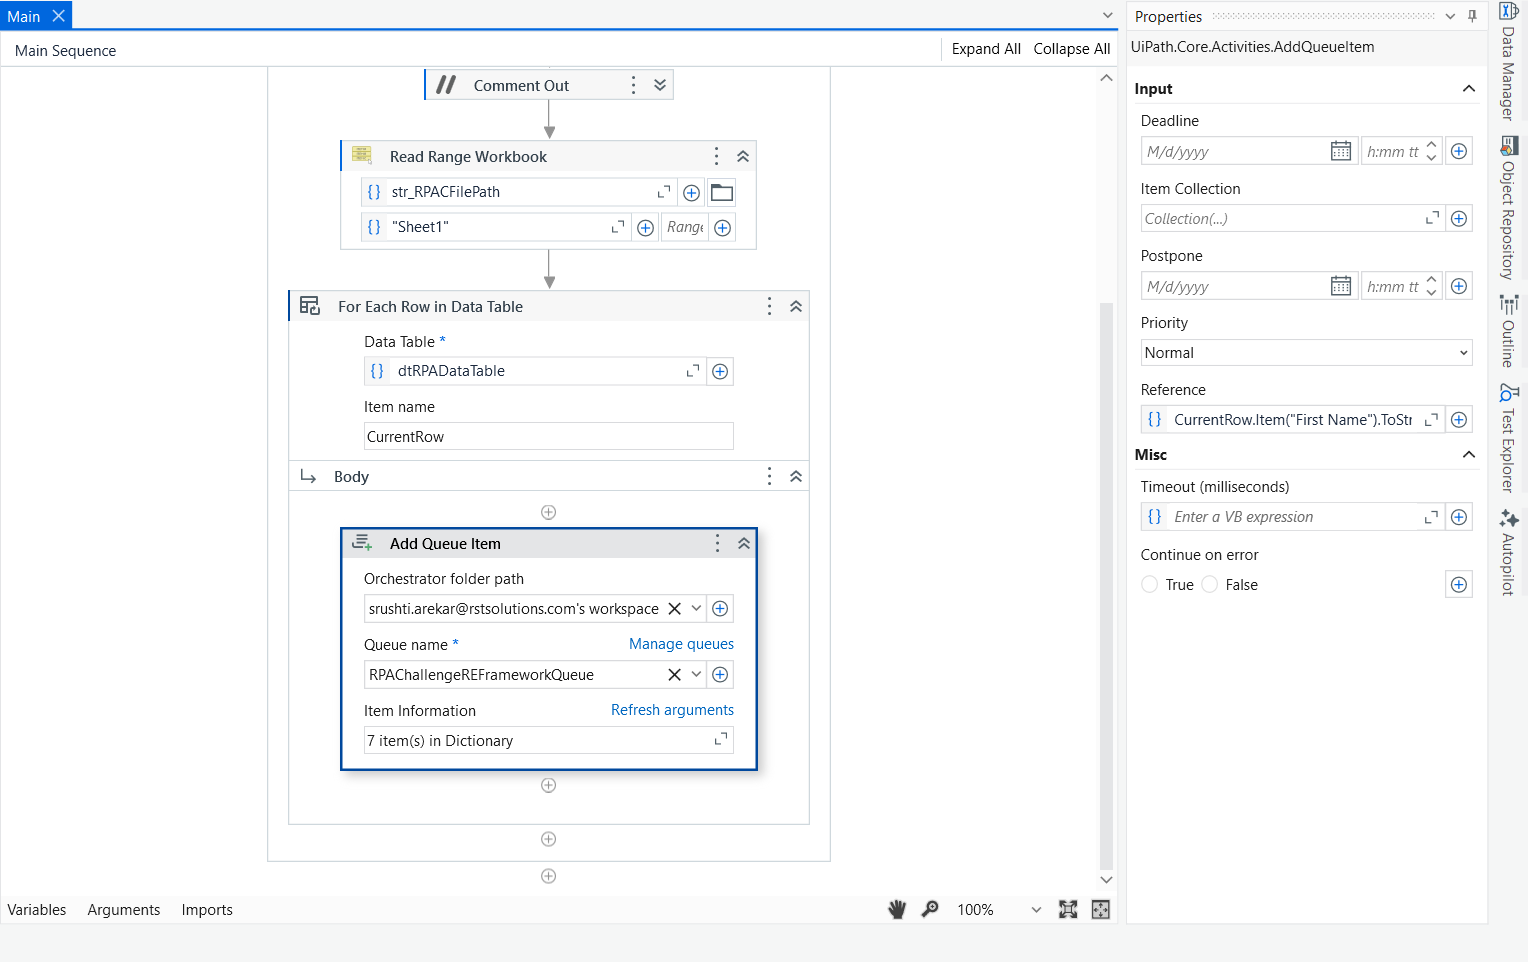 Main
Main Sequence
Expand All
Collapse All
Comment Out
Read Range Workbook
{} str_RPACFilePath
{} "Sheet1"
Range
For Each Row in Data Table
Data Table *
{} dtRPADataTable
Item name
CurrentRow
Body
Add Queue Item
Orchestrator folder path
srushti.arekar@rstsolutions.com's workspace
Queue name *
Manage queues
RPAChallengeREFrameworkQueue
Item Information
Refresh arguments
7 item(s) in Dictionary
Variables
Arguments
Imports
100%
Properties
UiPath.Core.Activities.AddQueueItem
Input
Deadline
M/d/yyyy
h:mm tt
Item Collection
Collection(...)
Postpone
M/d/yyyy
h:mm tt
Priority
Normal
Reference
{} CurrentRow.Item("First Name").ToStr
Misc
Timeout (milliseconds)
{} Enter a VB expression
Continue on error
True
False
Data Manager
Object Repository
Outline
Test Explorer
Autopilot